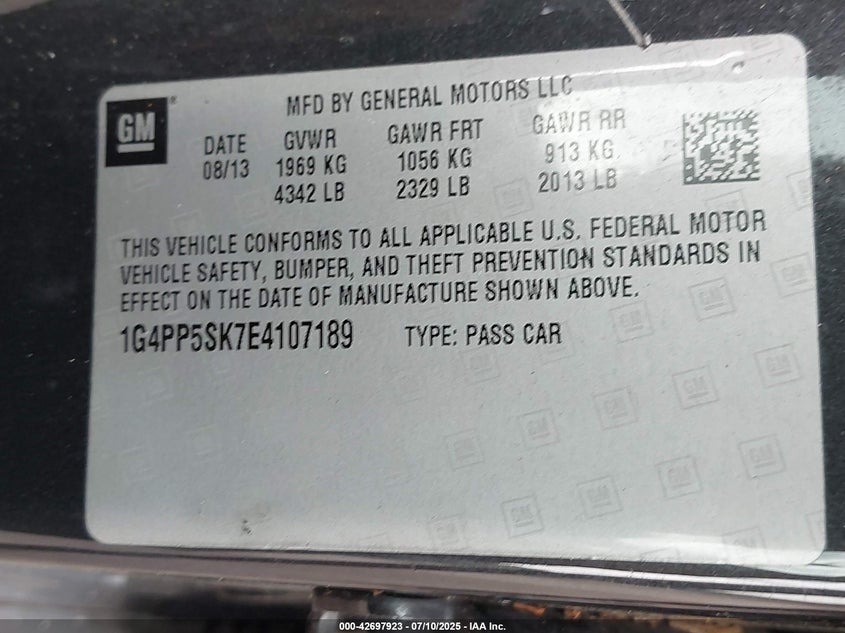 GM
MFD BY GENERAL MOTORS LLC
DATE GVWR GAWR FRT GAWR RR
08/13 1969 KG 1056 KG 913 KG
4342 LB 2329 LB 2013 LB
THIS VEHICLE CONFORMS TO ALL APPLICABLE U.S. FEDERAL MOTOR
VEHICLE SAFETY, BUMPER, AND THEFT PREVENTION STANDARDS IN
EFFECT ON THE DATE OF MANUFACTURE SHOWN ABOVE.
1G4PP5SK7E4107189 TYPE: PASS CAR
000-42697923 - 07/10/2025 - IAA Inc.